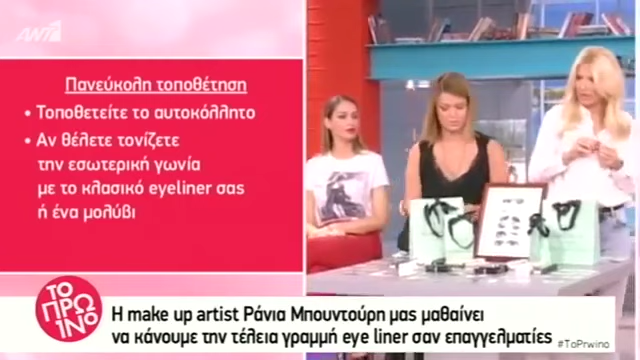 ANT1
Πανεύκολη τοποθέτηση
• Τοποθετείτε το αυτοκόλλητο
• Αν θέλετε τονίζετε
την εσωτερική γωνία
με το κλασικό eyeliner σας
ή ένα μολύβι
ΤΟ
ΠΡΩ
ΙΝΟ
Η make up artist Ράνια Μπουντούρη μας μαθαίνει
να κάνουμε την τέλεια γραμμή eye liner σαν επαγγελματίες
#ToPrwino